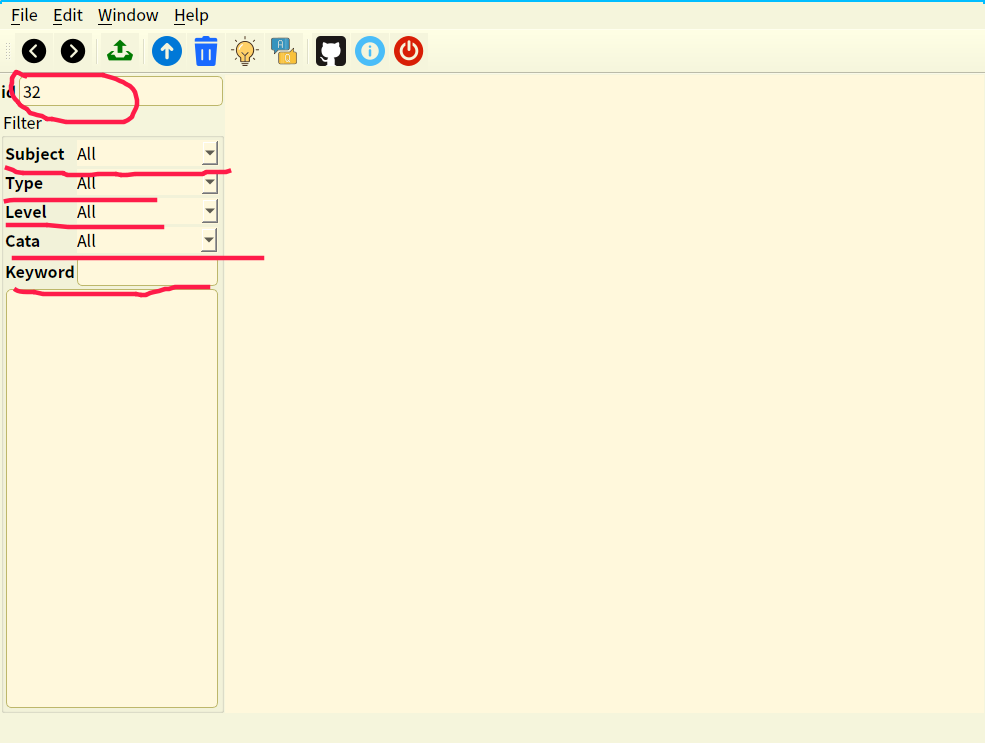 File Edit Window Help
id 32
Filter
Subject All
Type All
Level All
Cata All
Keyword